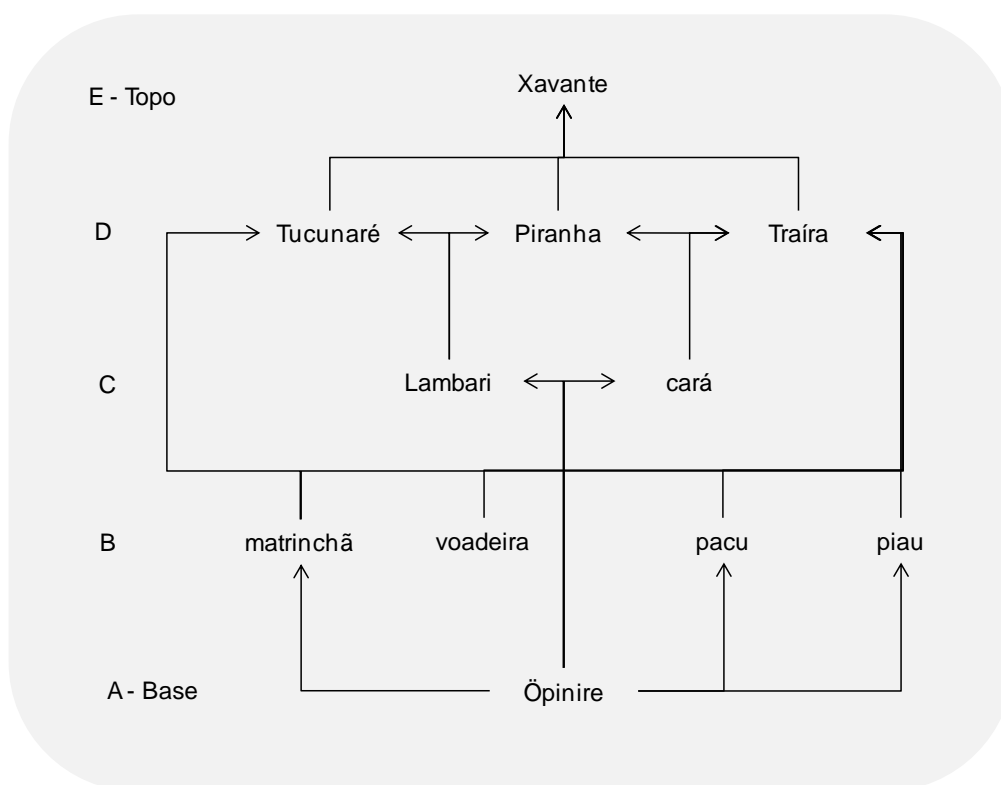 Xavante
E - Topo
D
Tucunaré
Piranha
Traíra
C
Lambari
cará
B
matrinchã
voadeira
pacu
piau
A - Base
Öpinire